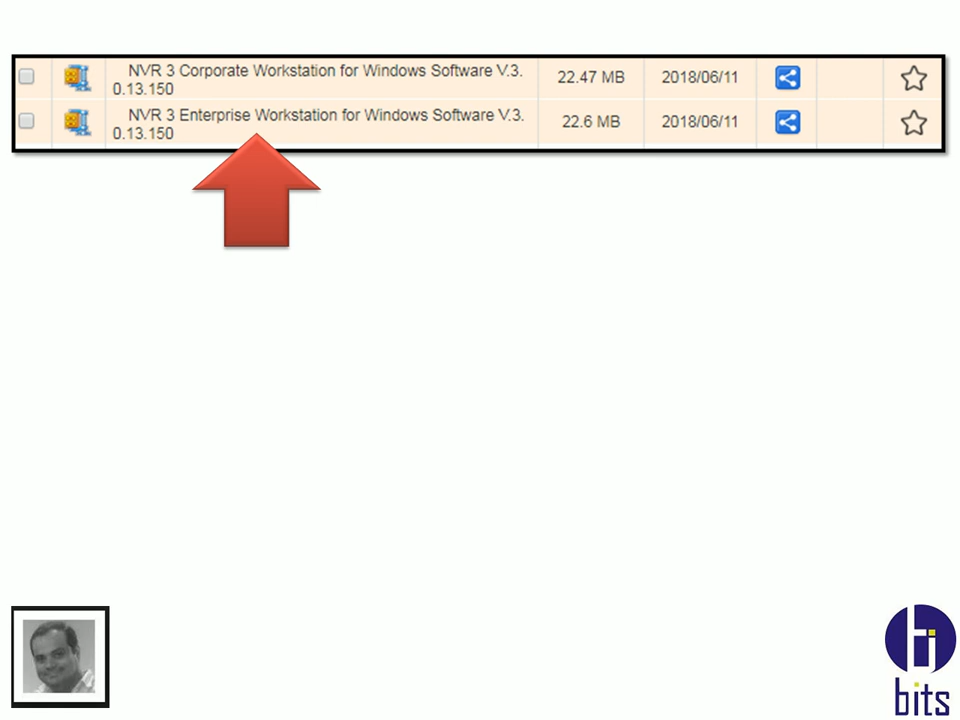 NVR 3 Corporate Workstation for Windows Software V.3.
0.13.150
22.47 MB
2018/06/11
NVR 3 Enterprise Workstation for Windows Software V.3.
0.13.150
22.6 MB
2018/06/11
hi
bits